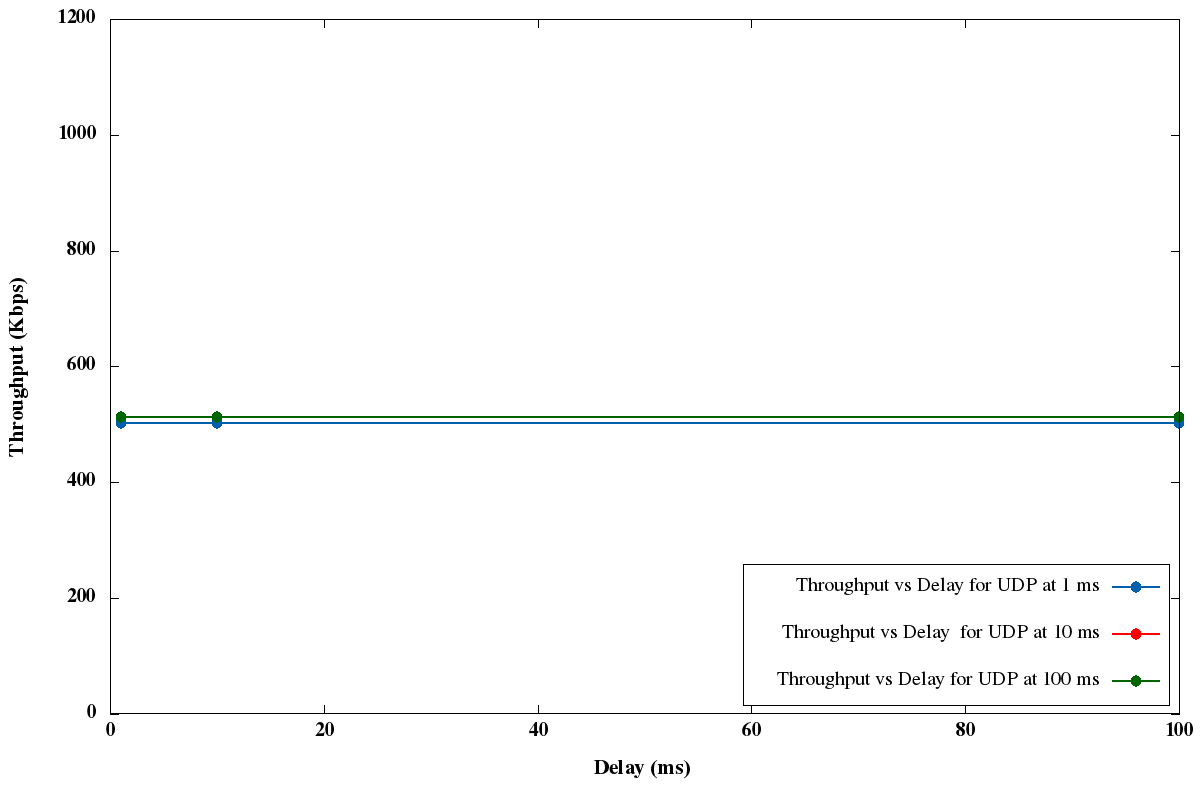 1200
1000
800
600
400
200
0
Throughput (Kbps)
Throughput vs Delay for UDP at 1 ms
Throughput vs Delay  for UDP at 10 ms
Throughput vs Delay for UDP at 100 ms
0 20 40 60 80 100
Delay (ms)